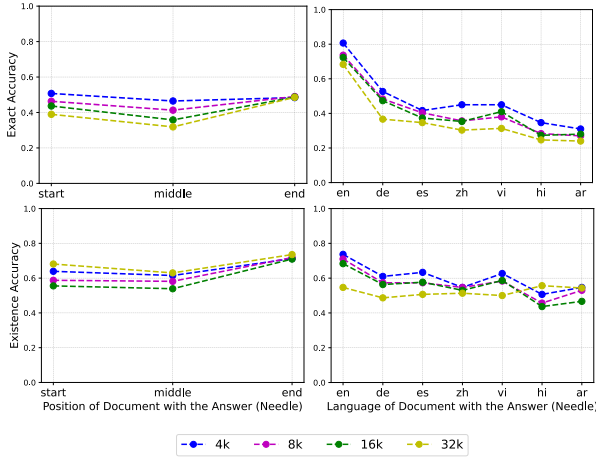 Exact Accuracy
1.0
0.8
0.6
0.4
0.2
0.0
start middle end
1.0
0.8
0.6
0.4
0.2
0.0
en de es zh vi hi ar
Existence Accuracy
1.0
0.8
0.6
0.4
0.2
0.0
start middle end
Position of Document with the Answer (Needle)
1.0
0.8
0.6
0.4
0.2
0.0
en de es zh vi hi ar
Language of Document with the Answer (Needle)
4k 8k 16k 32k